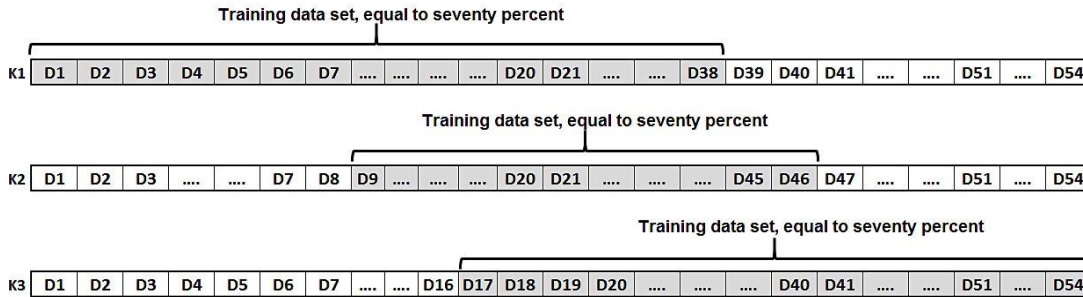 Training data set, equal to seventy percent
K1 D1 D2 D3 D4 D5 D6 D7 .... .... .... D20 D21 .... .... D38 D39 D40 D41 .... .... D51 .... D54
Training data set, equal to seventy percent
K2 D1 D2 D3 .... .... D7 D8 D9 .... .... .... D20 D21 .... .... .... D45 D46 D47 .... .... D51 .... D54
Training data set, equal to seventy percent
K3 D1 D2 D3 D4 D5 D6 D7 .... .... D16 D17 D18 D19 D20 .... .... .... D40 D41 .... .... D51 .... D54